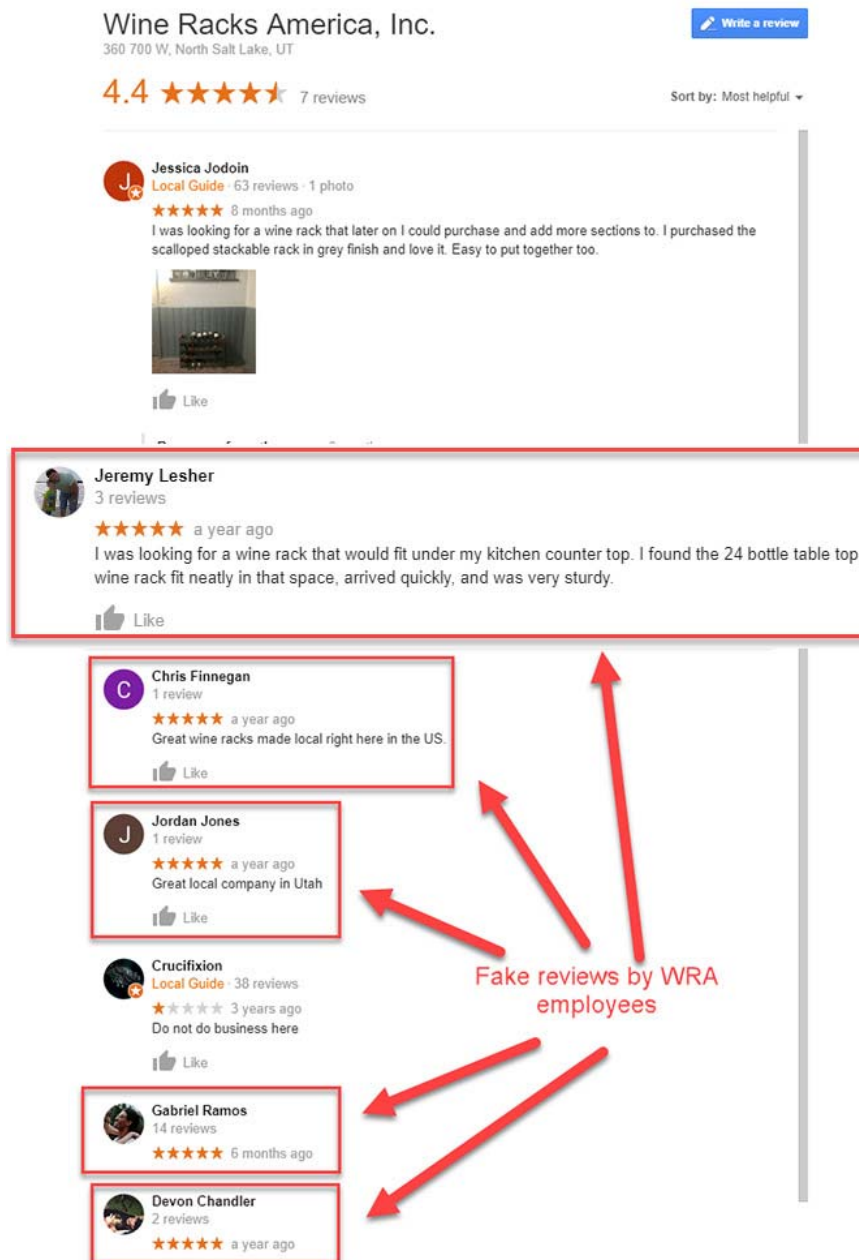 Wine Racks America, Inc.
Write a review
360 700 W, North Salt Lake, UT
4.4 ★★★★★ 7 reviews
Sort by: Most helpful
J
Jessica Jodoin
Local Guide · 63 reviews · 1 photo
★★★★★ 8 months ago
I was looking for a wine rack that later on I could purchase and add more sections to. I purchased the
scalloped stackable rack in grey finish and love it. Easy to put together too.
Like
Jeremy Lesher
3 reviews
★★★★★ a year ago
I was looking for a wine rack that would fit under my kitchen counter top. I found the 24 bottle table top
wine rack fit neatly in that space, arrived quickly, and was very sturdy.
Like
C
Chris Finnegan
1 review
★★★★★ a year ago
Great wine racks made local right here in the US.
Like
J
Jordan Jones
1 review
★★★★★ a year ago
Great local company in Utah
Like
Crucifixion
Local Guide · 38 reviews
★★★★★ 3 years ago
Do not do business here
Like
Fake reviews by WRA
employees
Gabriel Ramos
14 reviews
★★★★★ 6 months ago
Devon Chandler
2 reviews
★★★★★ a year ago